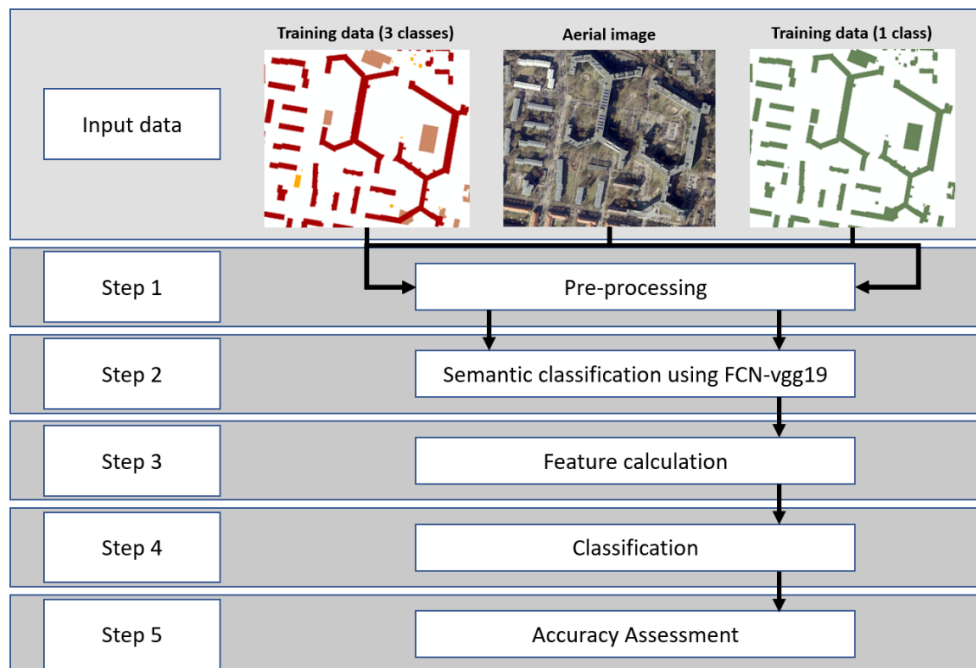 Training data (3 classes)
Aerial image
Training data (1 class)
Input data
Step 1
Pre-processing
Step 2
Semantic classification using FCN-vgg19
Step 3
Feature calculation
Step 4
Classification
Step 5
Accuracy Assessment